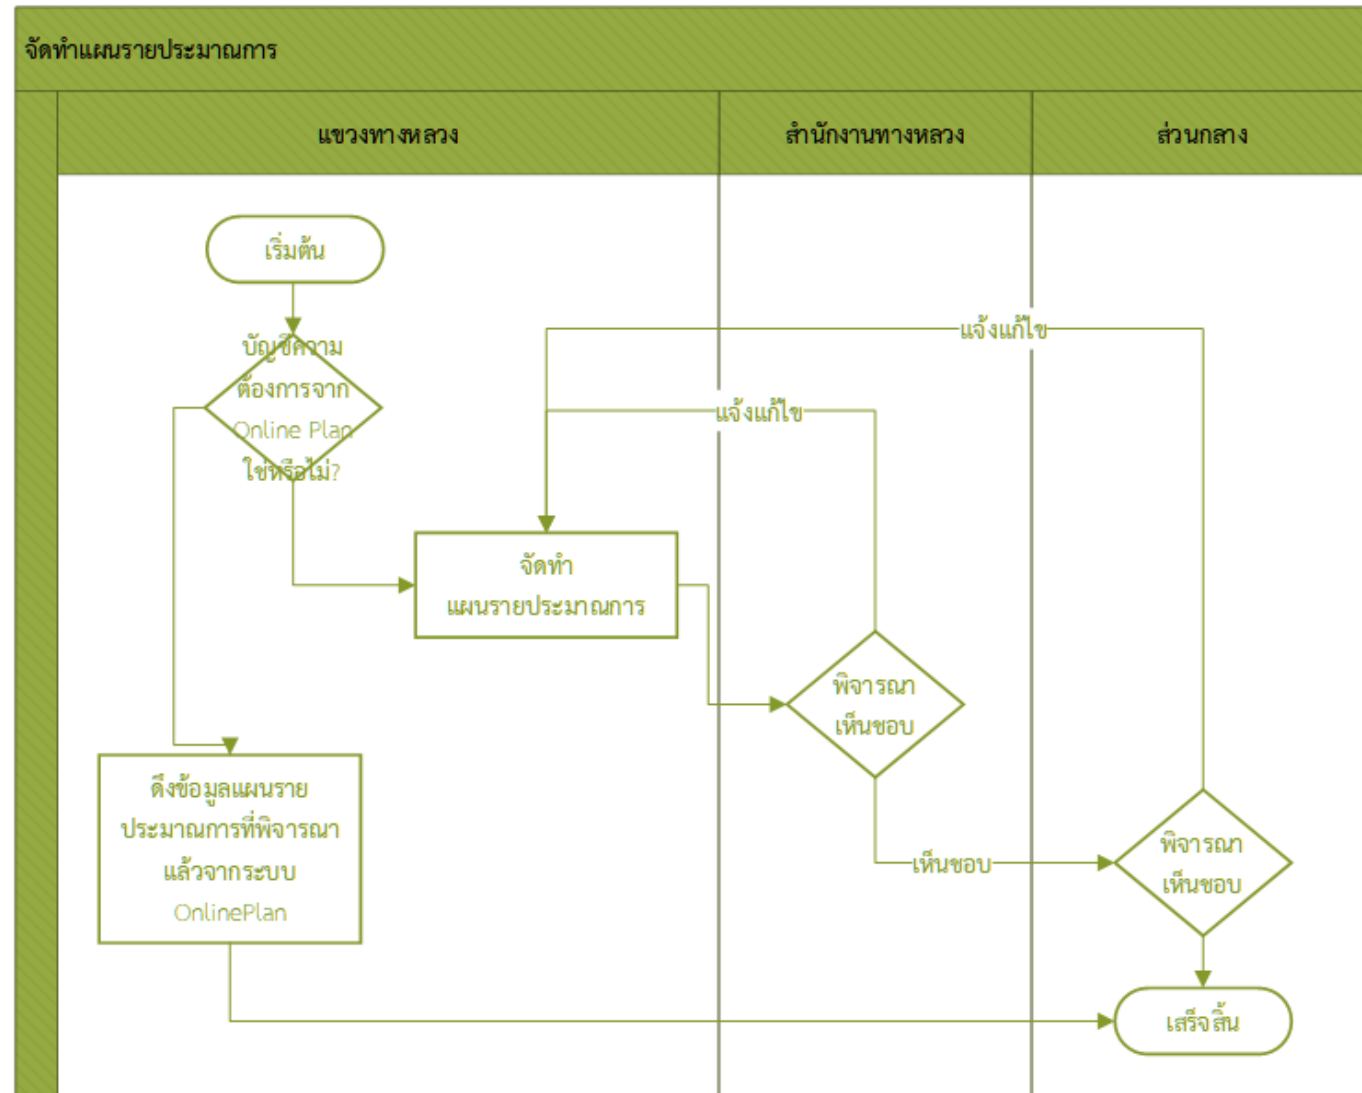 จัดทำแผนรายประมาณการ
แขวงทางหลวง
สำนักงานทางหลวง
ส่วนกลาง
เริ่มต้น
บัญชีความ
ต้องการจาก
Online Plan
ใช่หรือไม่?
แจ้งแก้ไข
แจ้งแก้ไข
จัดทำ
แผนรายประมาณการ
พิจารณา
เห็นชอบ
ดึงข้อมูลแผนราย
ประมาณการที่พิจารณา
แล้วจากระบบ
OnlinePlan
เห็นชอบ
พิจารณา
เห็นชอบ
เสร็จสิ้น